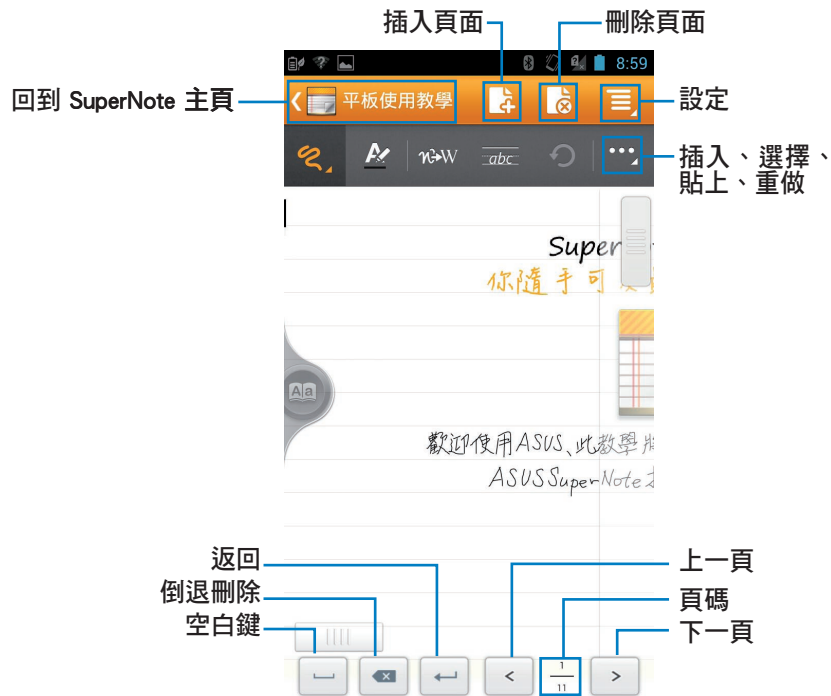 插入頁面
刪除頁面
8:59
回到 SuperNote 主頁
平板使用教學
設定
abc
插入、選擇、
貼上、重做
Super
你隨手可
Aa
歡迎使用ASUS、此教學
ASUS SuperNote
返回
上一頁
倒退刪除
頁碼
空白鍵
下一頁
1
11